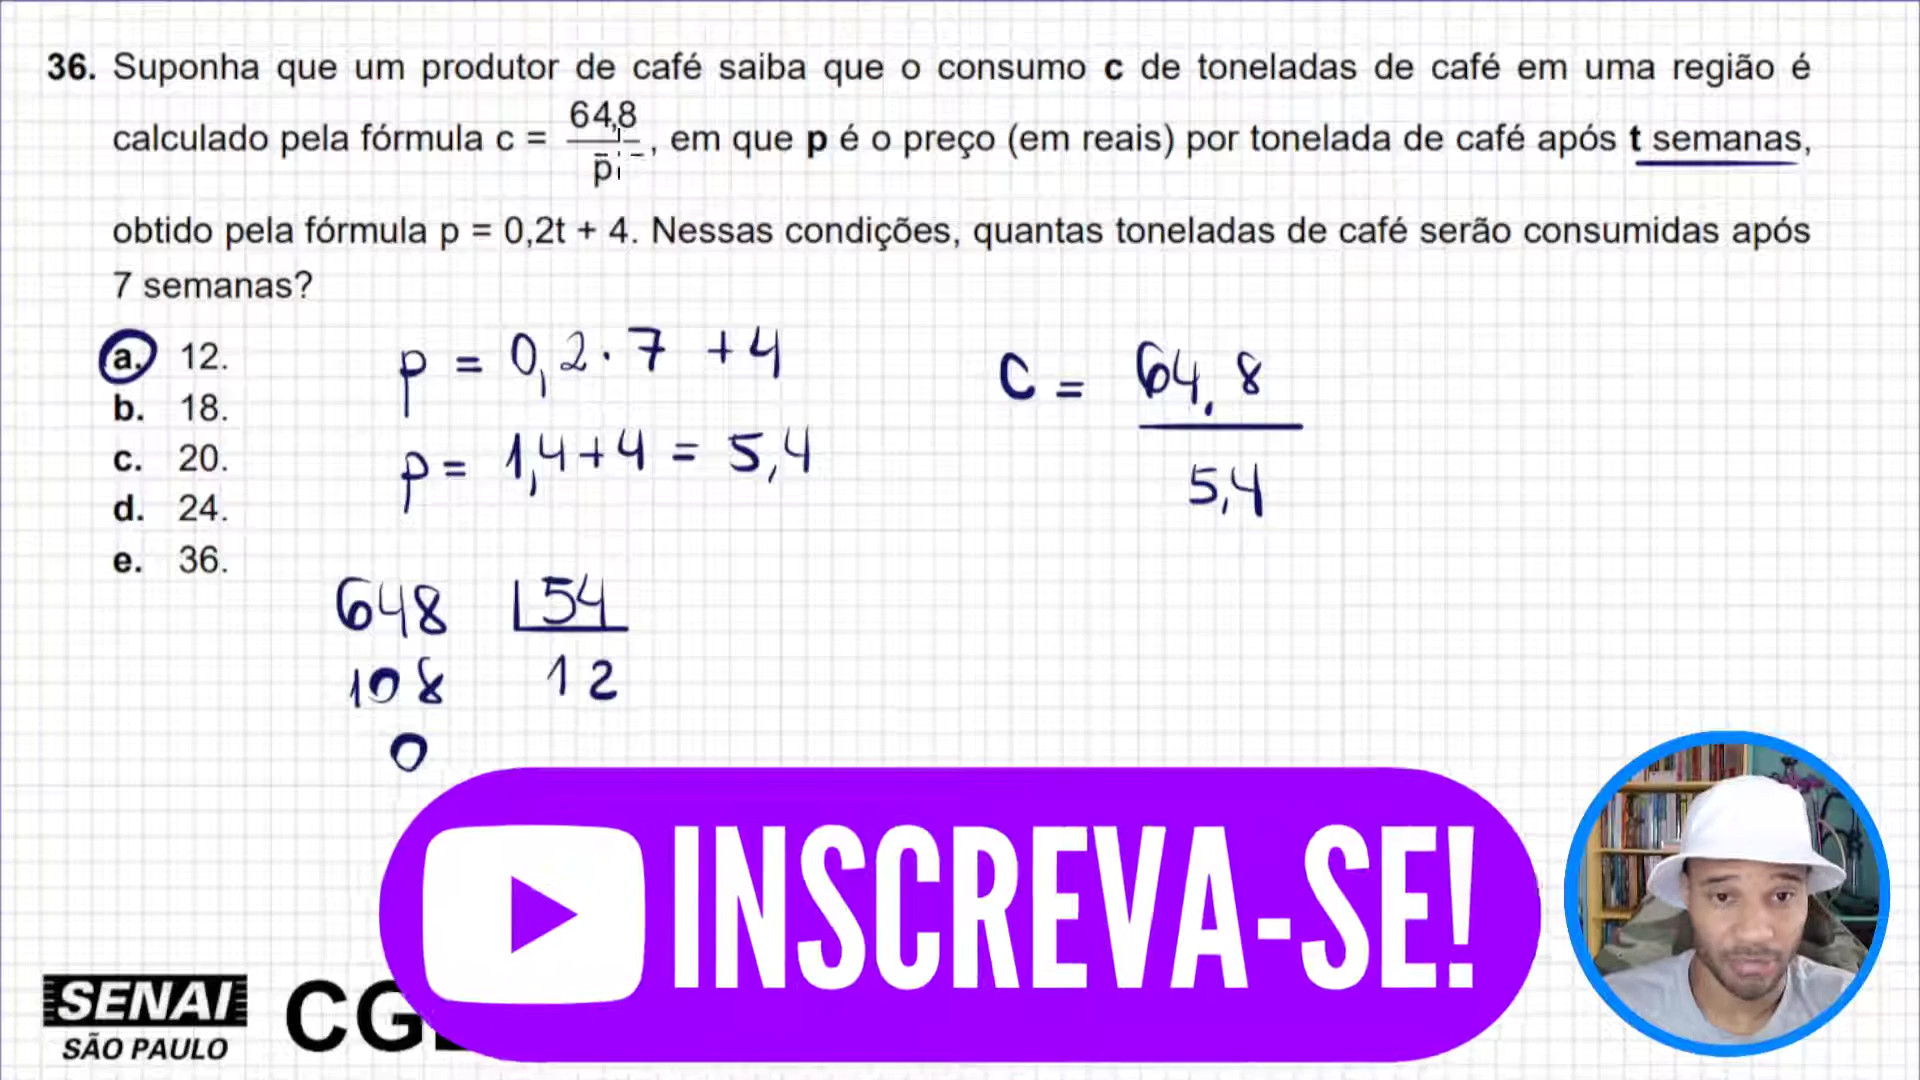 36. Suponha que um produtor de café saiba que o consumo c de toneladas de café em uma região é
calculado pela fórmula c = 64,8 / p, em que p é o preço (em reais) por tonelada de café após t semanas,
obtido pela fórmula p = 0,2t + 4. Nessas condições, quantas toneladas de café serão consumidas após
7 semanas?
a. 12.
b. 18.
c. 20.
d. 24.
e. 36.
p = 0,2 · 7 + 4
p = 1,4 + 4 = 5,4
C = 64,8
5,4
648 54
108 12
0
INSCREVA-SE!
SENAI
SÃO PAULO
CG